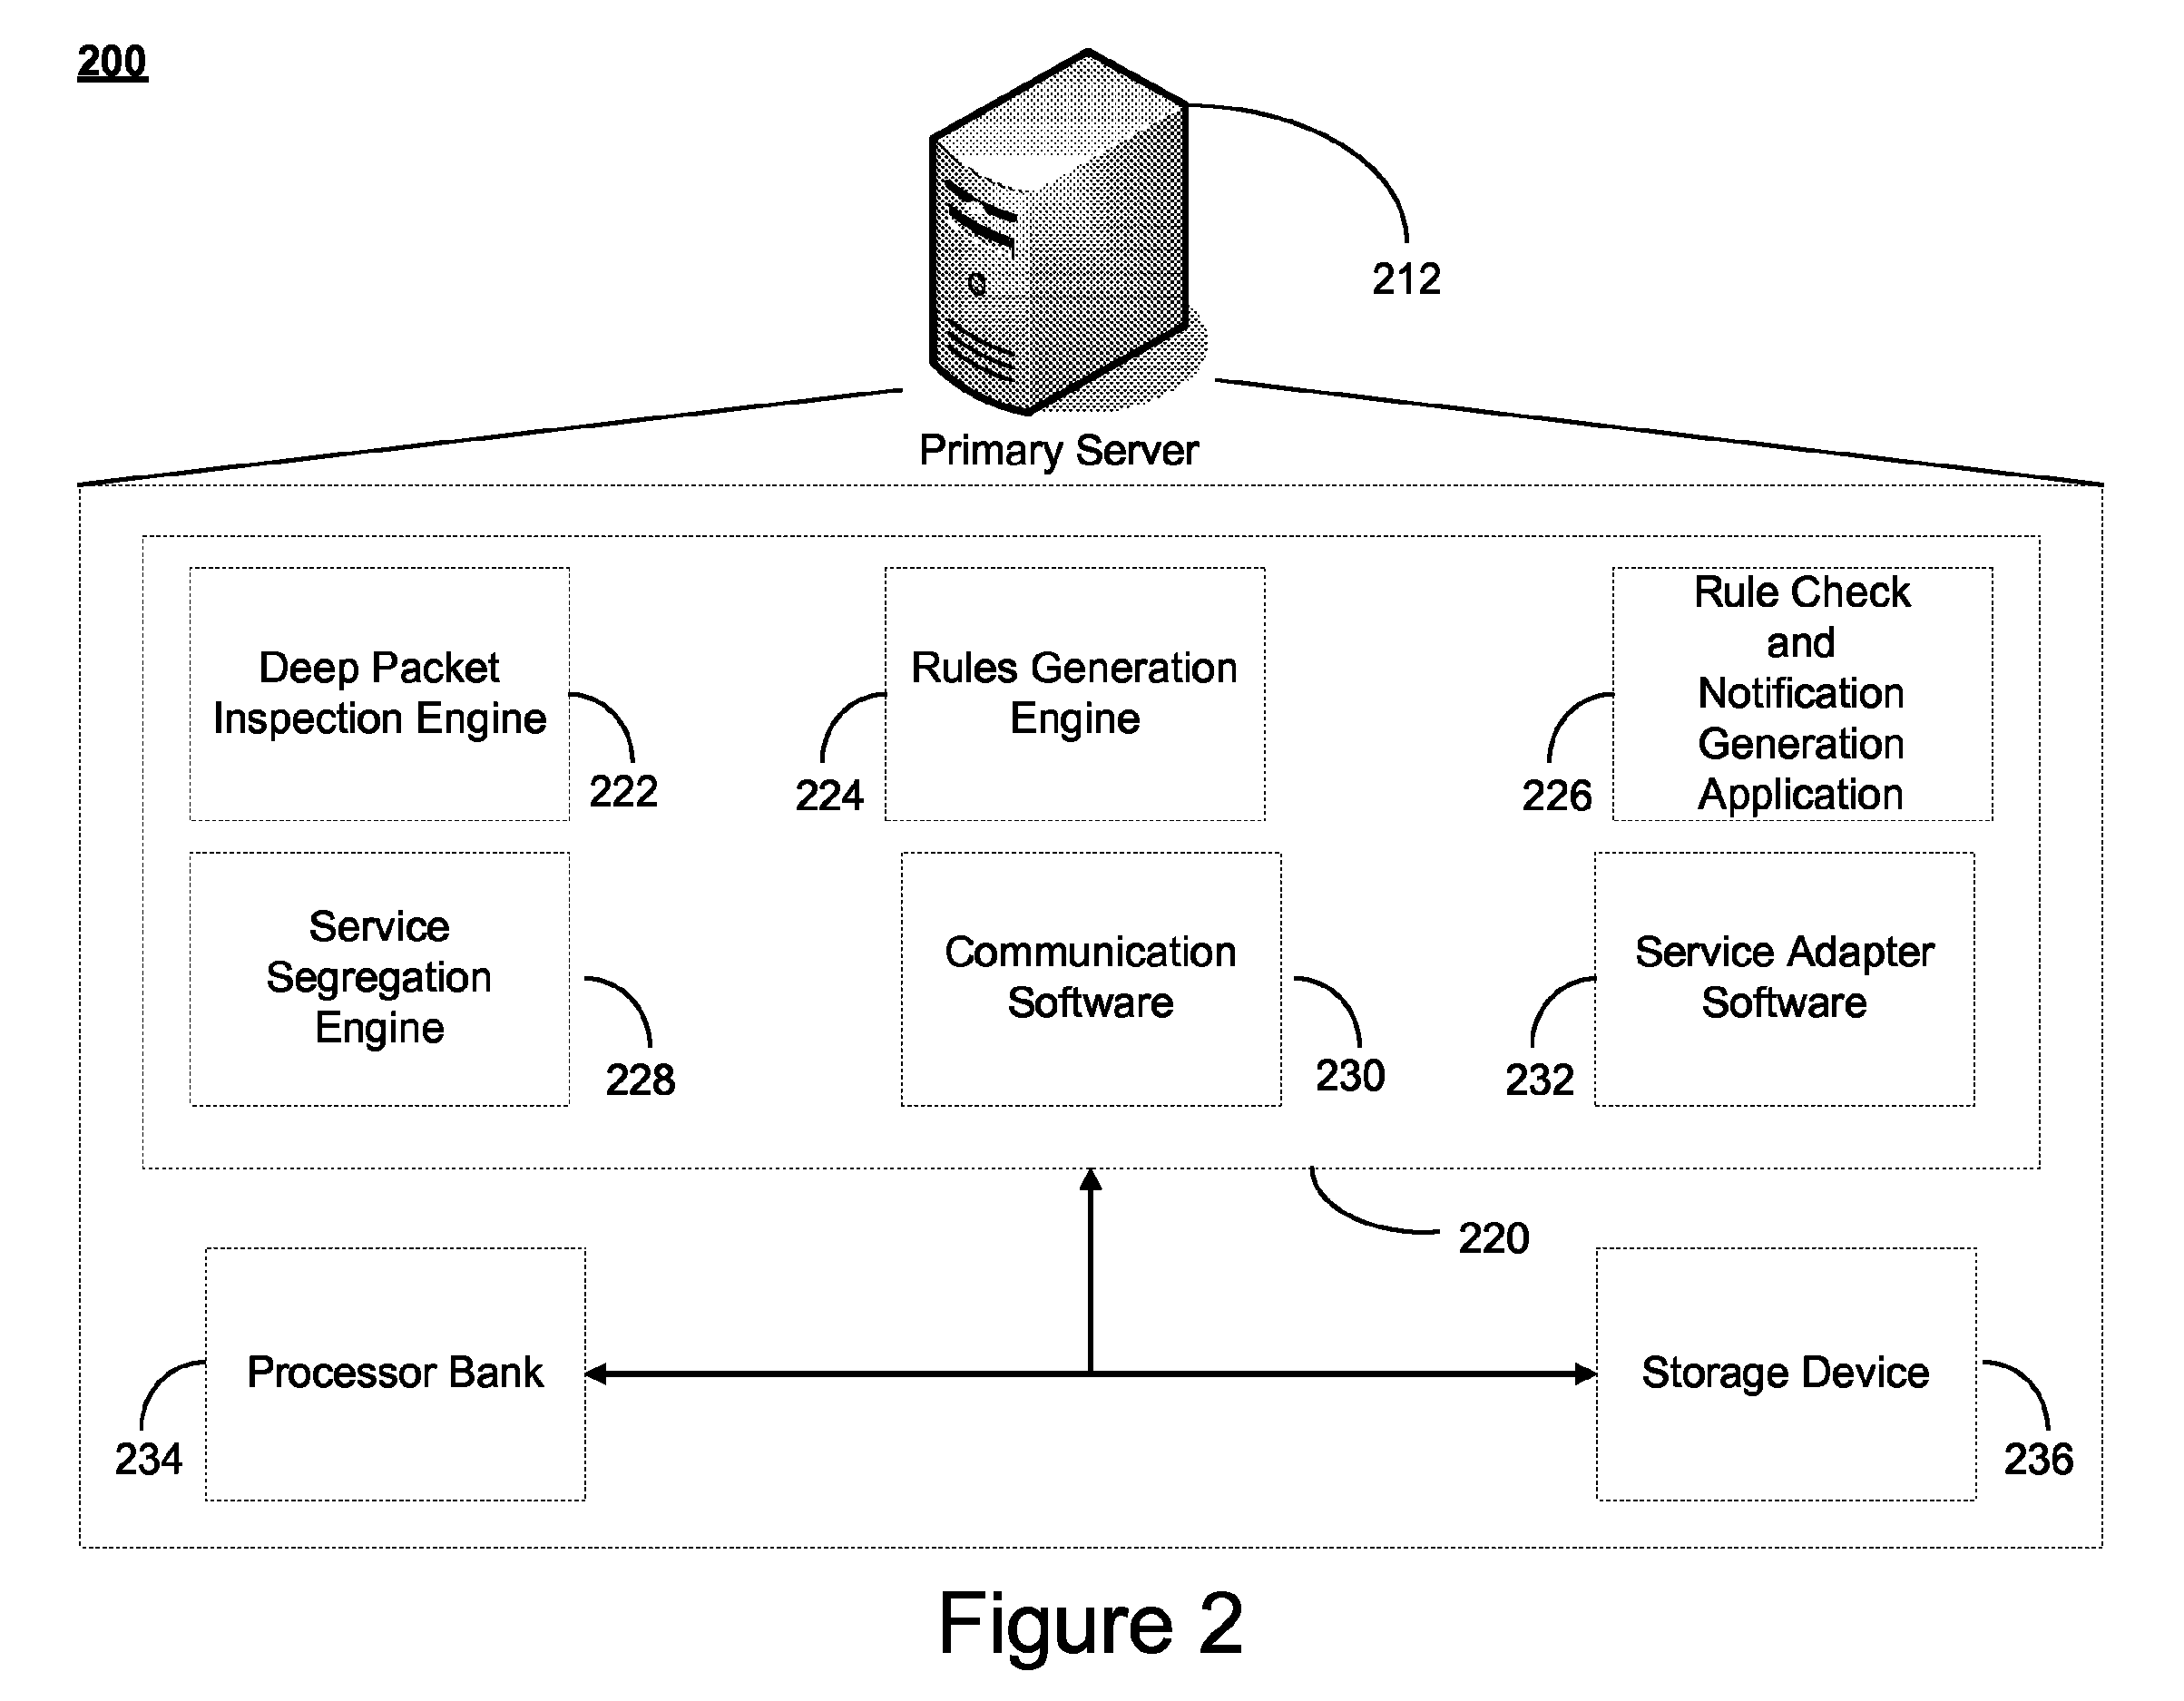 200
212
Primary Server
Deep Packet
Inspection Engine
222
Rules Generation
Engine
224
Rule Check
and
Notification
Generation
Application
226
Service
Segregation
Engine
228
Communication
Software
230
Service Adapter
Software
232
220
Processor Bank
234
Storage Device
236
Figure 2